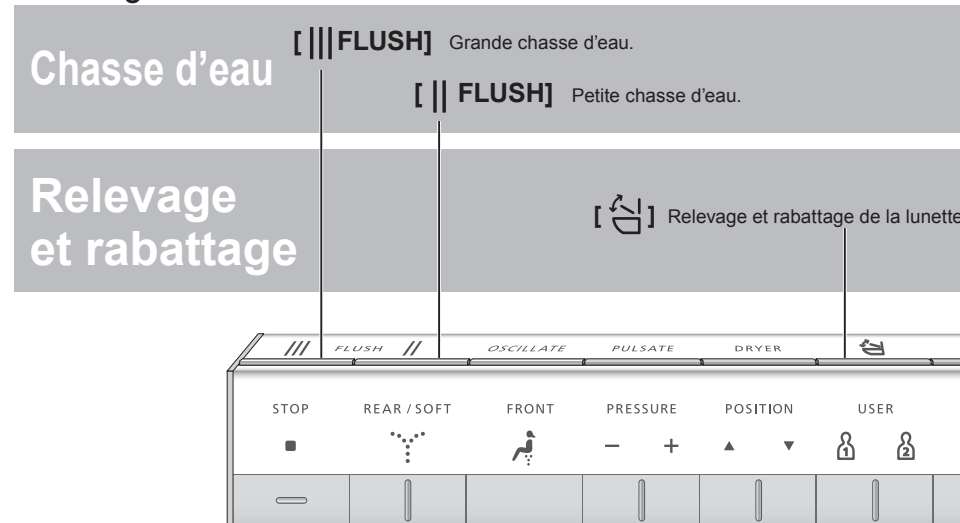 Chasse d'eau
[|||FLUSH] Grande chasse d'eau.
[|| FLUSH] Petite chasse d'eau.
Relevage
et rabattage
[ ] Relevage et rabattage de la lunette
/// FLUSH // OSCILLATE PULSATE DRYER
STOP REAR / SOFT FRONT PRESSURE POSITION USER
− + ▲ ▼ 1 2